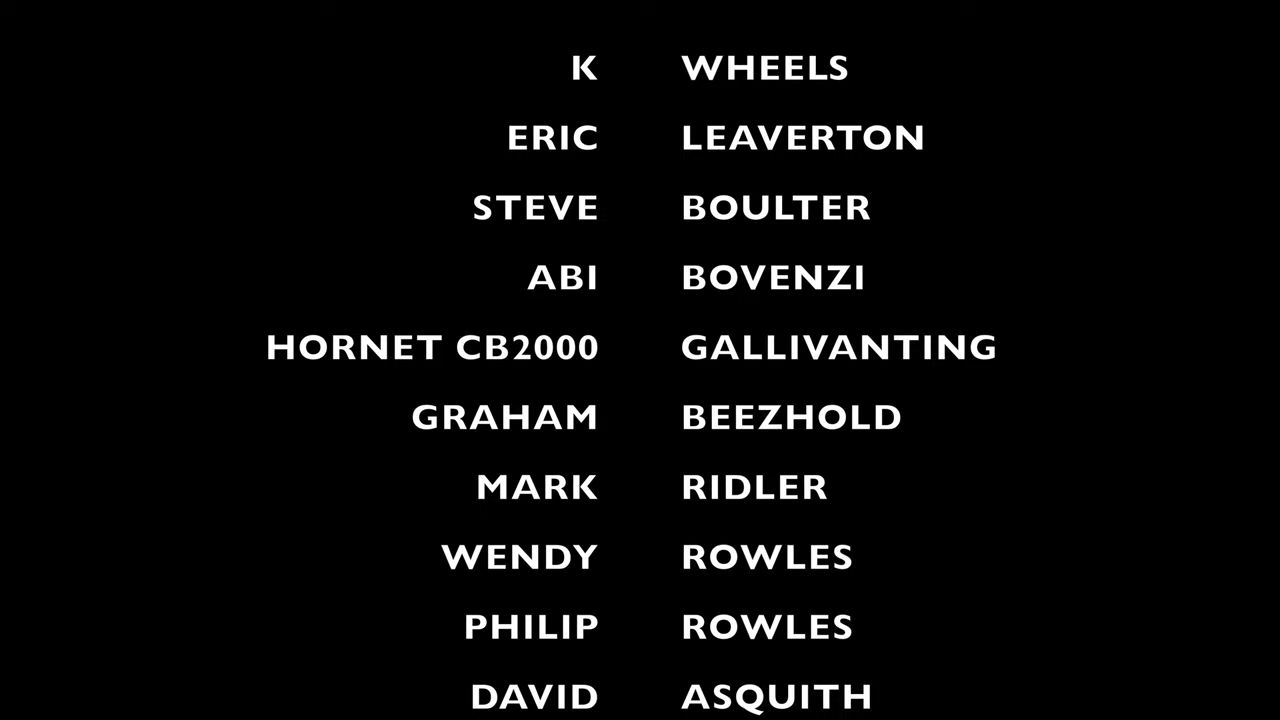 K WHEELS
ERIC LEAVERTON
STEVE BOULTER
ABI BOVENZI
HORNET CB2000 GALLIVANTING
GRAHAM BEEZHOLD
MARK RIDLER
WENDY ROWLES
PHILIP ROWLES
DAVID ASQUITH